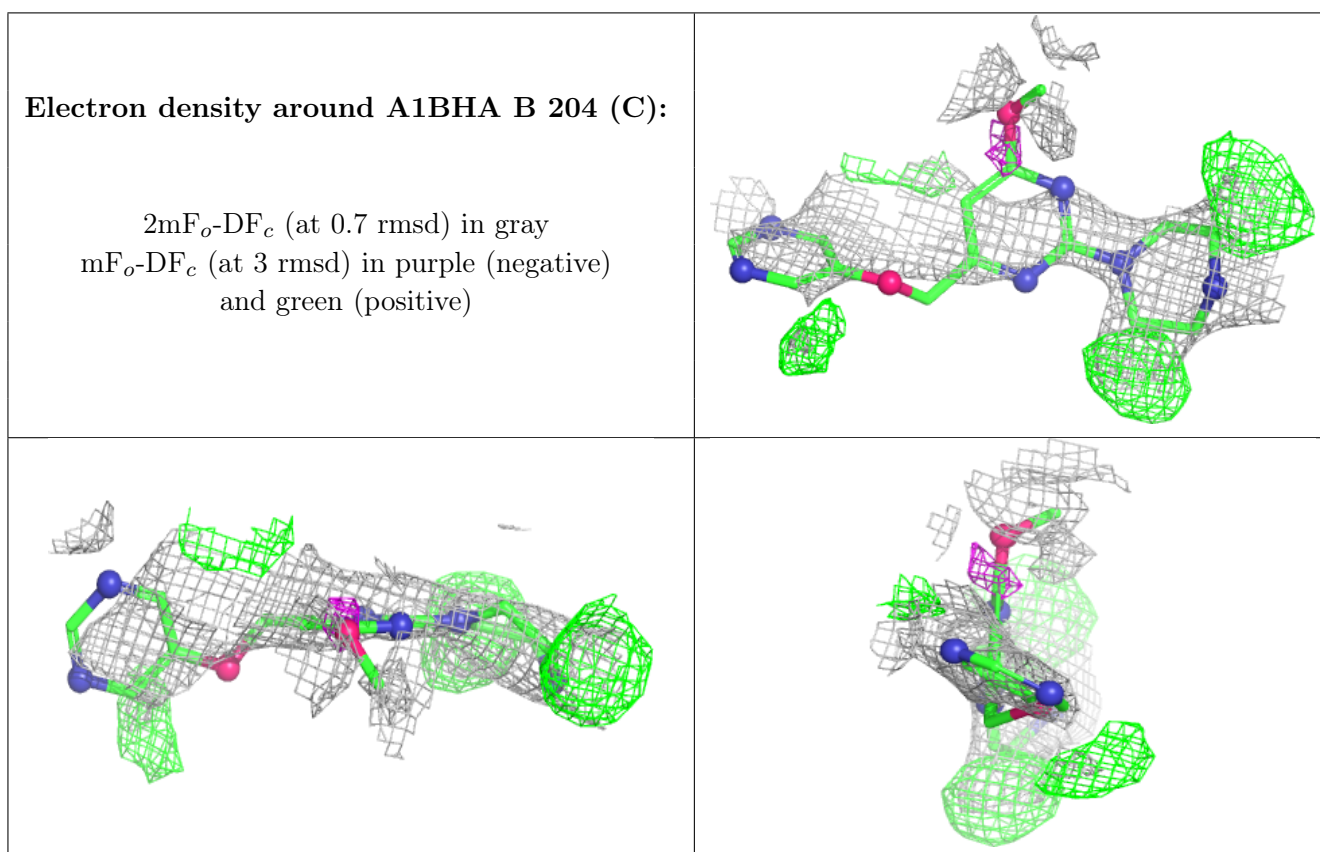 Electron density around A1BHA B 204 (C):
2mFo-DFc (at 0.7 rmsd) in gray
mFo-DFc (at 3 rmsd) in purple (negative)
and green (positive)